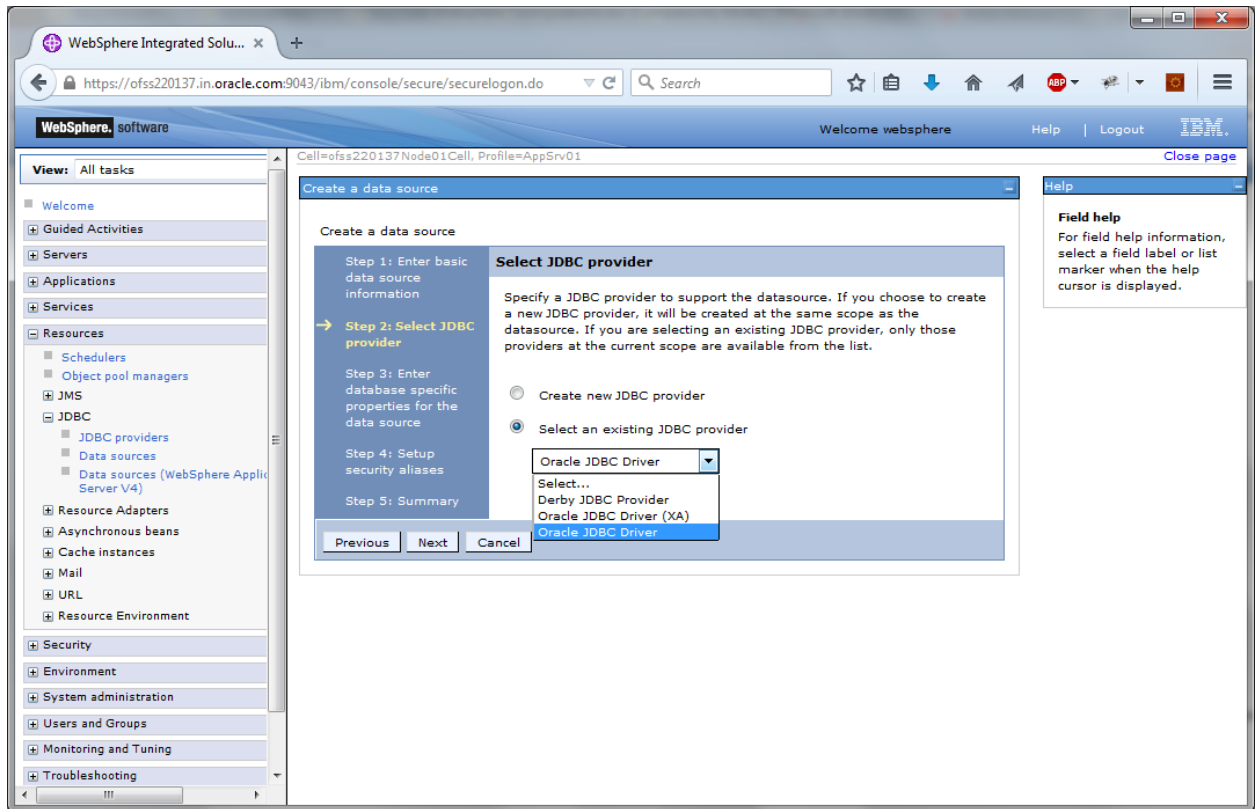 WebSphere Integrated Solu... ×
https://ofss220137.in.oracle.com:9043/ibm/console/secure/securelogon.do
Search
ABP
WebSphere. software
Welcome websphere
Help | Logout
IBM.
View: All tasks
Welcome
Guided Activities
Servers
Applications
Services
Resources
Schedulers
Object pool managers
JMS
JDBC
JDBC providers
Data sources
Data sources (WebSphere Applic
Server V4)
Resource Adapters
Asynchronous beans
Cache instances
Mail
URL
Resource Environment
Security
Environment
System administration
Users and Groups
Monitoring and Tuning
Troubleshooting
Cell=ofss220137Node01Cell, Profile=AppSrv01
Close page
Create a data source
Create a data source
Step 1: Enter basic
data source
information
Step 2: Select JDBC
provider
Step 3: Enter
database specific
properties for the
data source
Step 4: Setup
security aliases
Step 5: Summary
Select JDBC provider
Specify a JDBC provider to support the datasource. If you choose to create
a new JDBC provider, it will be created at the same scope as the
datasource. If you are selecting an existing JDBC provider, only those
providers at the current scope are available from the list.
Create new JDBC provider
Select an existing JDBC provider
Oracle JDBC Driver
Select...
Derby JDBC Provider
Oracle JDBC Driver (XA)
Oracle JDBC Driver
Previous
Next
Cancel
Help
Field help
For field help information,
select a field label or list
marker when the help
cursor is displayed.